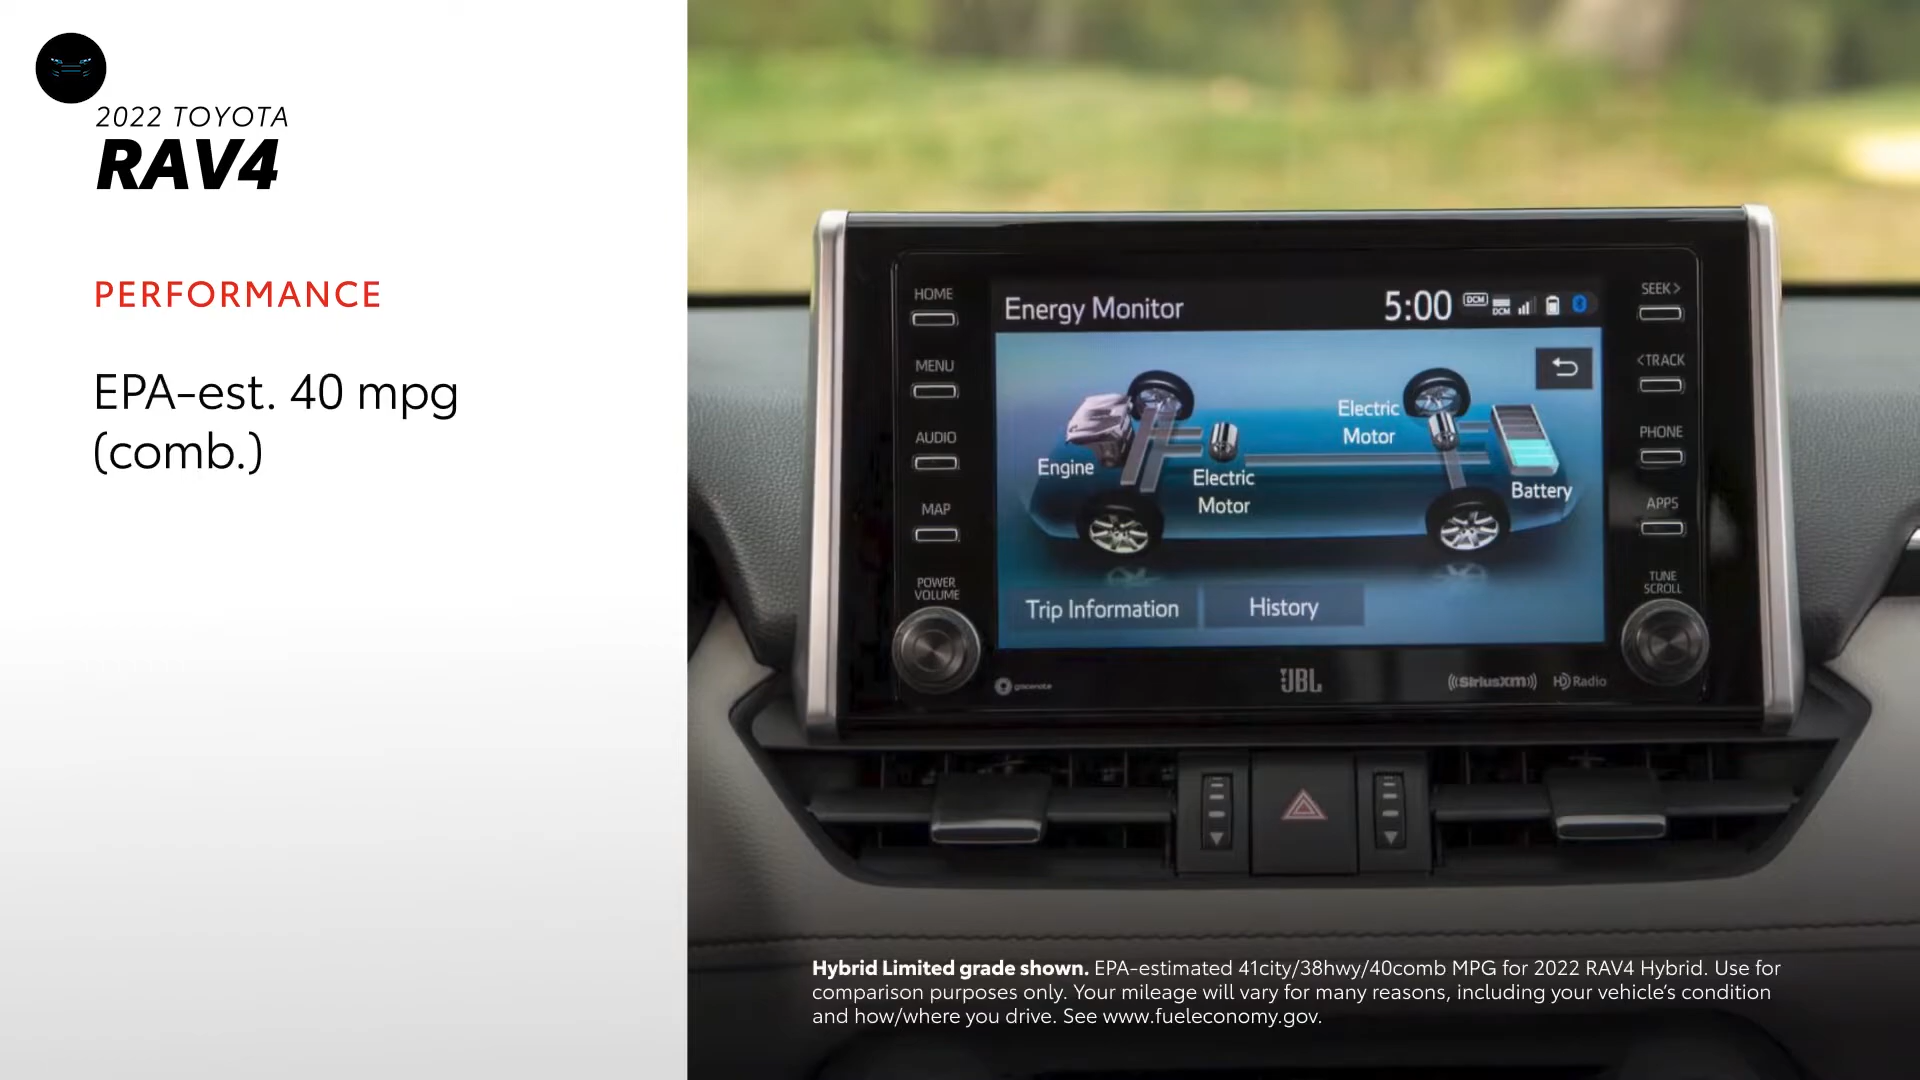 2022 TOYOTA
RAV4
PERFORMANCE
EPA-est. 40 mpg
(comb.)
HOME
MENU
AUDIO
MAP
POWER
VOLUME
Energy Monitor
5:00
DCM
DCM
Engine
Electric
Motor
Electric
Motor
Battery
Trip Information
History
SEEK >
< TRACK
PHONE
APPS
TUNE
SCROLL
gracenote
JBL
((SiriusXM))
HD Radio
Hybrid Limited grade shown. EPA-estimated 41city/38hwy/40comb MPG for 2022 RAV4 Hybrid. Use for
comparison purposes only. Your mileage will vary for many reasons, including your vehicle's condition
and how/where you drive. See www.fueleconomy.gov.